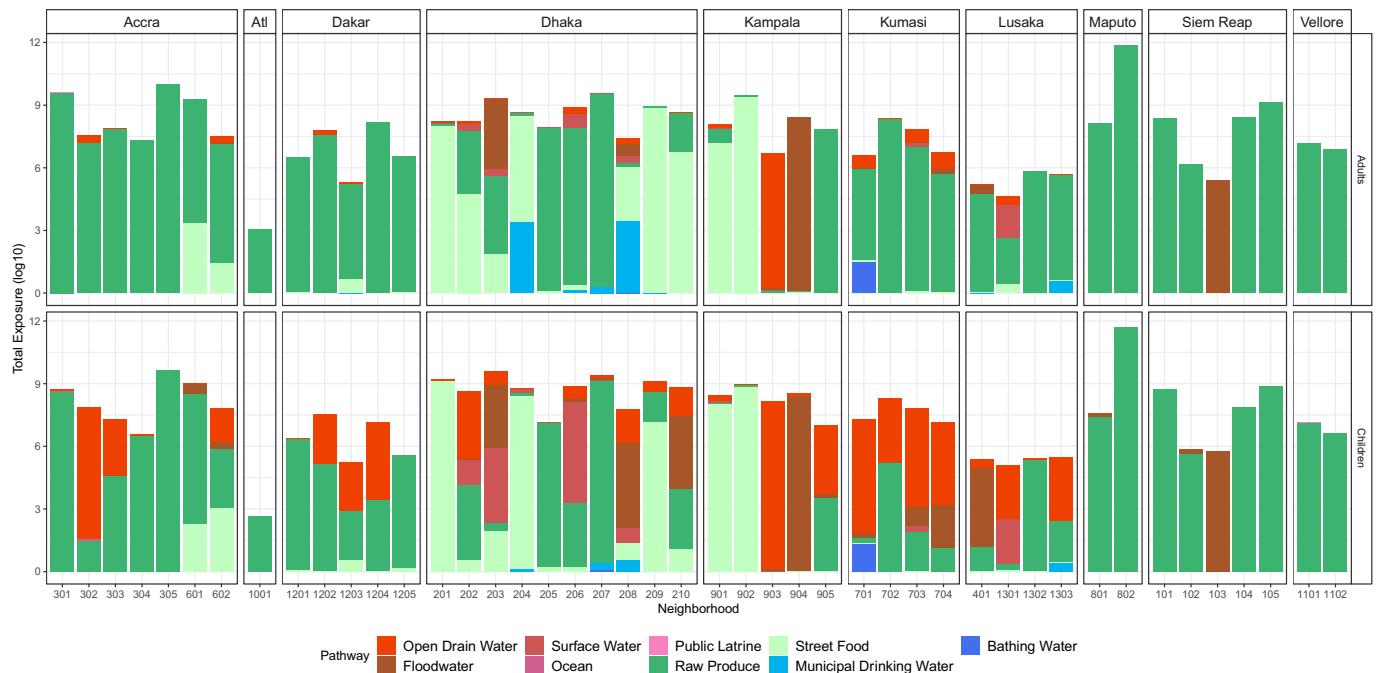 Accra Atl Dakar Dhaka Kampala Kumasi Lusaka Maputo Siem Reap Vellore
Total Exposure (log10)
12
9
6
3
0
Adults
12
9
6
3
0
Children
301 302 303 304 305 601 602 1001 1201 1202 1203 1204 1205 201 202 203 204 205 206 207 208 209 210 901 902 903 904 905 701 702 703 704 401 1301 1302 1303 801 802 101 102 103 104 105 1101 1102
Neighborhood
Pathway
Open Drain Water Surface Water Public Latrine Street Food Bathing Water
Floodwater Ocean Raw Produce Municipal Drinking Water